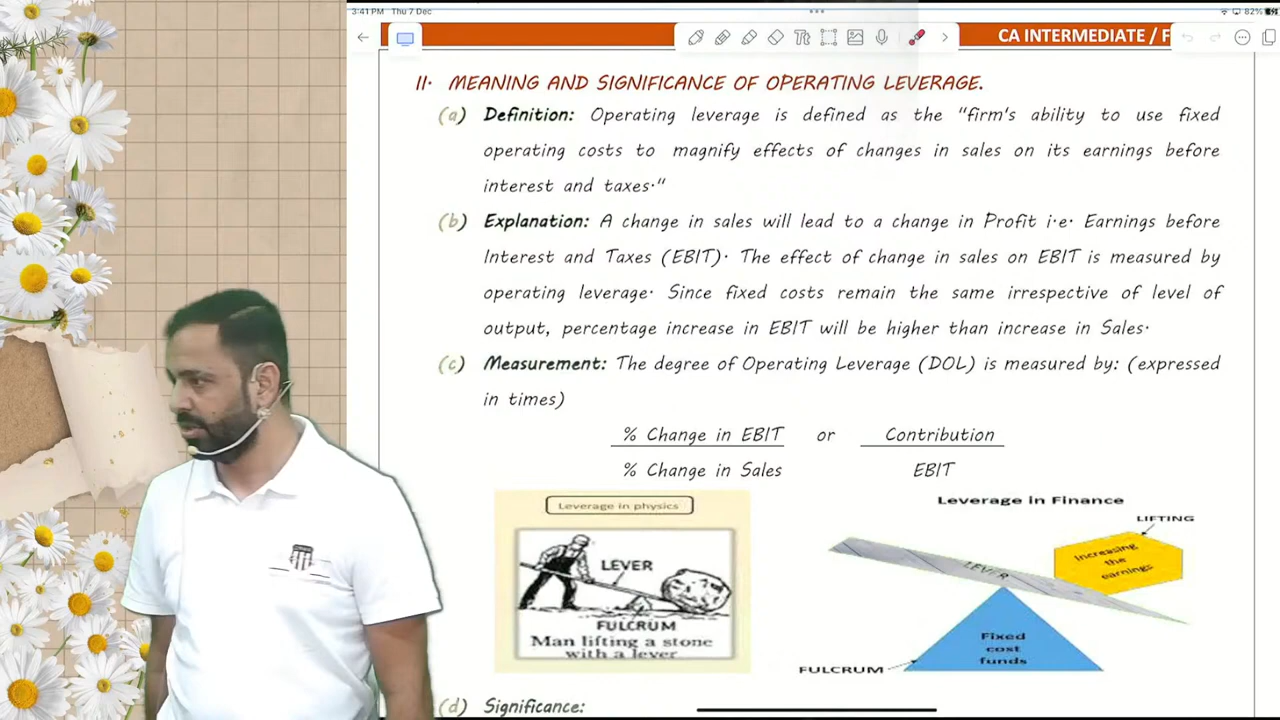 3:41 PM Thu 7 Dec
82%
CA INTERMEDIATE / F
Tt
II. MEANING AND SIGNIFICANCE OF OPERATING LEVERAGE.
(a) Definition: Operating leverage is defined as the "firm's ability to use fixed
operating costs to magnify effects of changes in sales on its earnings before
interest and taxes."
(b) Explanation: A change in sales will lead to a change in Profit i.e. Earnings before
Interest and Taxes (EBIT). The effect of change in sales on EBIT is measured by
operating leverage. Since fixed costs remain the same irrespective of level of
output, percentage increase in EBIT will be higher than increase in Sales.
(c) Measurement: The degree of Operating Leverage (DOL) is measured by: (expressed
in times)
% Change in EBIT or Contribution
% Change in Sales EBIT
Leverage in physics
LEVER
FULCRUM
Man lifting a stone
with a lever
Leverage in Finance
LIFTING
Increasing
the
earnings
LEVER
Fixed
cost
funds
FULCRUM
(d) Significance: